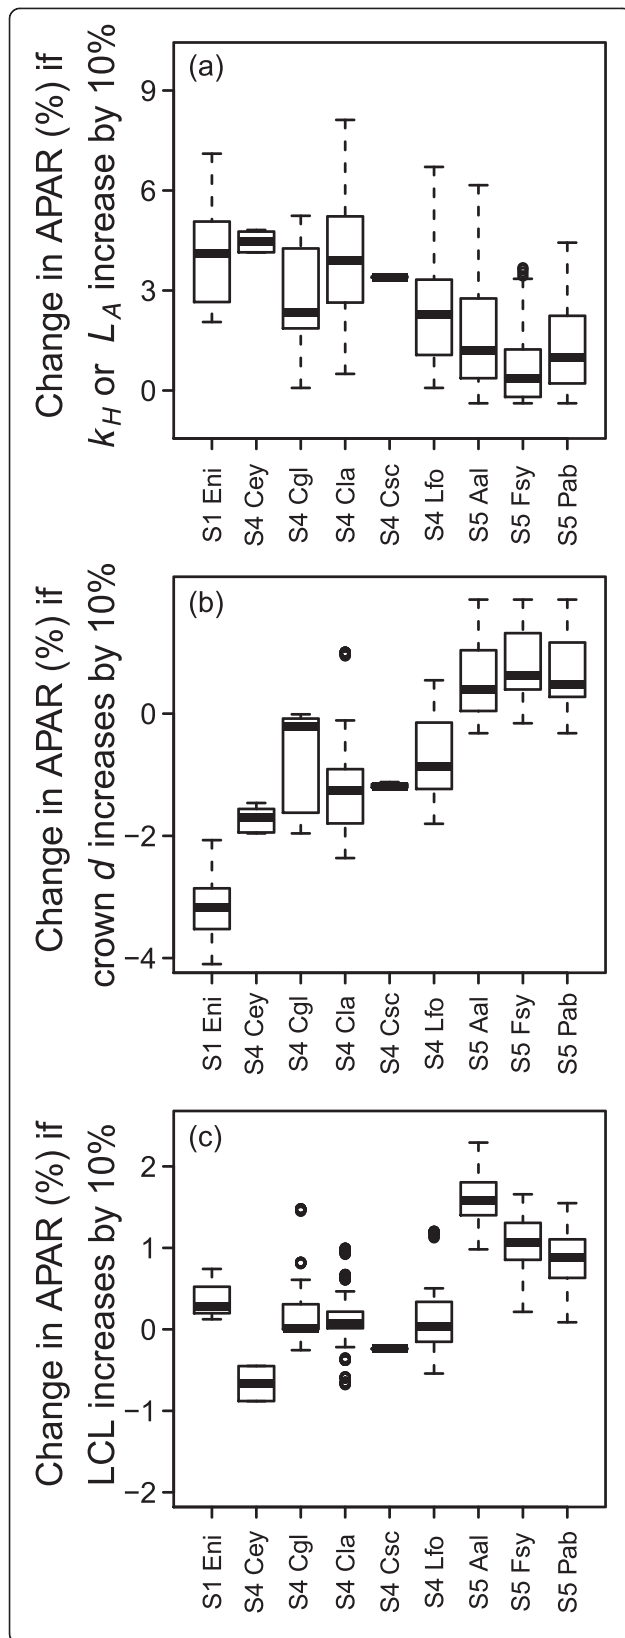 Change in APAR (%) if
k_H or L_A increase by 10%
(a)
9
6
3
0
S1 Eni
S4 Cey
S4 Cgl
S4 Cla
S4 Csc
S4 Lfo
S5 Aal
S5 Fsy
S5 Pab
Change in APAR (%) if
crown d increases by 10%
(b)
0
−2
−4
S1 Eni
S4 Cey
S4 Cgl
S4 Cla
S4 Csc
S4 Lfo
S5 Aal
S5 Fsy
S5 Pab
Change in APAR (%) if
LCL increases by 10%
(c)
2
1
0
−1
−2
S1 Eni
S4 Cey
S4 Cgl
S4 Cla
S4 Csc
S4 Lfo
S5 Aal
S5 Fsy
S5 Pab